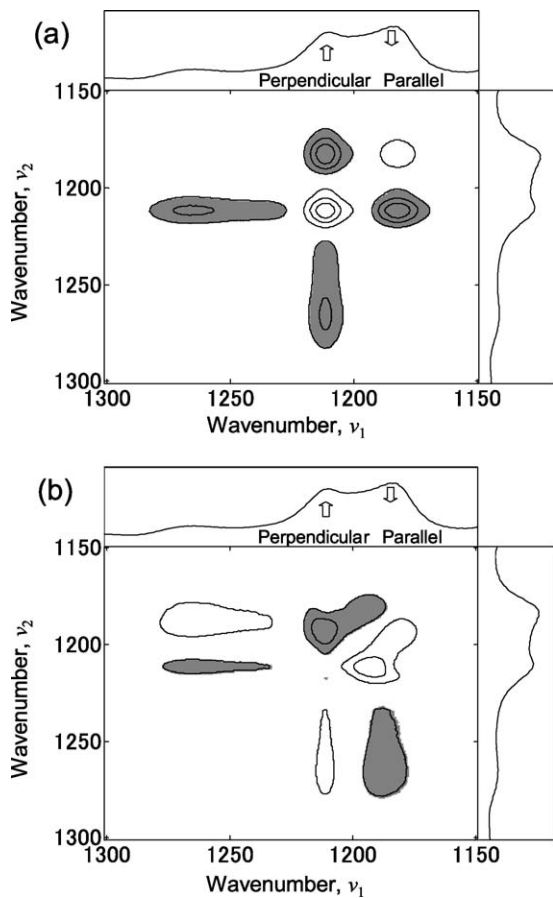 (a)
Perpendicular Parallel
1150
1200
1250
1300
Wavenumber, ν2
1300 1250 1200 1150
Wavenumber, ν1
(b)
Perpendicular Parallel
1150
1200
1250
1300
Wavenumber, ν2
1300 1250 1200 1150
Wavenumber, ν1